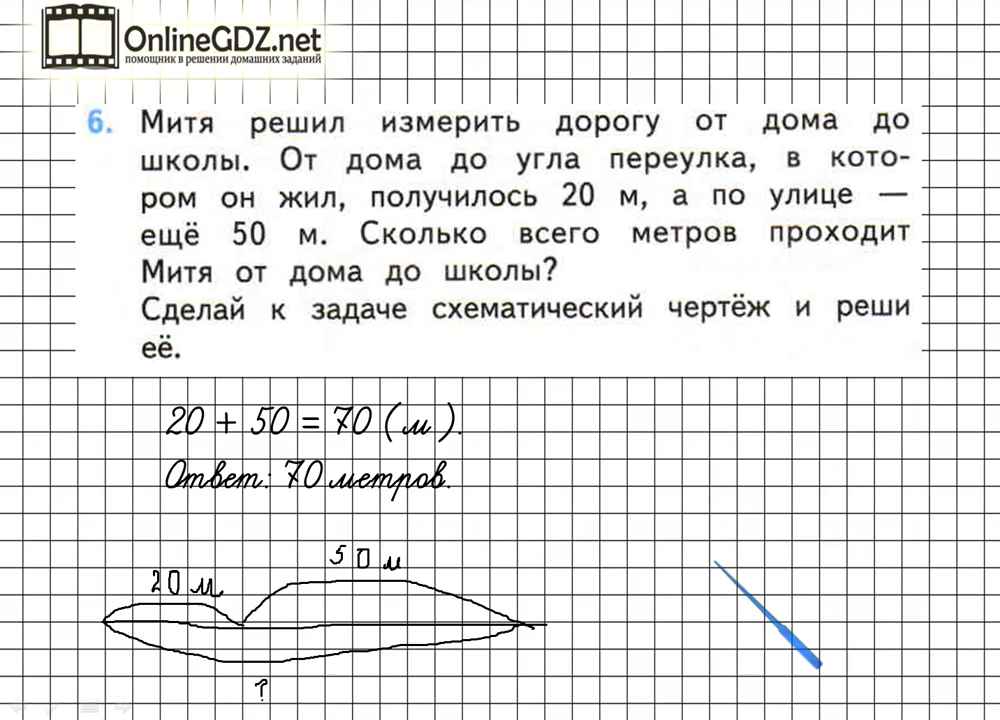 OnlineGDZ.net
помощник в решении домашних заданий
6. Митя решил измерить дорогу от дома до
школы. От дома до угла переулка, в кото-
ром он жил, получилось 20 м, а по улице —
ещё 50 м. Сколько всего метров проходит
Митя от дома до школы?
Сделай к задаче схематический чертёж и реши
её.
20 + 50 = 70 (м).
Ответ: 70 метров.
50 м
20 м
?